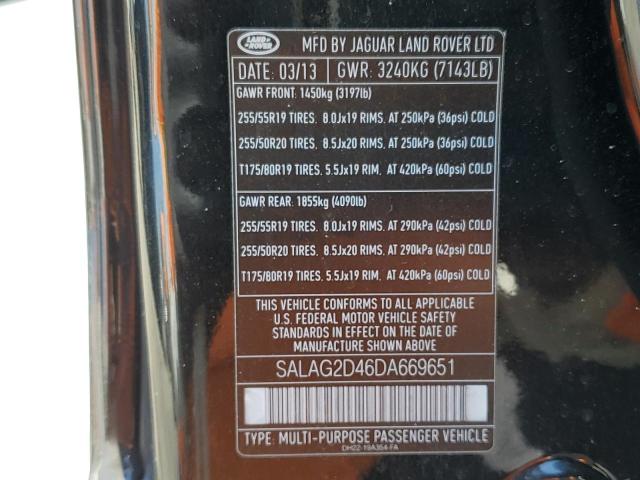 LAND ROVER
MFD BY JAGUAR LAND ROVER LTD
DATE: 03/13 GWR: 3240KG (7143LB)
GAWR FRONT: 1450kg (3197lb)
255/55R19 TIRES. 8.0Jx19 RIMS. AT 250kPa (36psi) COLD
255/50R20 TIRES. 8.5Jx20 RIMS. AT 250kPa (36psi) COLD
T175/80R19 TIRES. 5.5Jx19 RIM. AT 420kPa (60psi) COLD
GAWR REAR: 1855kg (4090lb)
255/55R19 TIRES. 8.0Jx19 RIMS. AT 290kPa (42psi) COLD
255/50R20 TIRES. 8.5Jx20 RIMS. AT 290kPa (42psi) COLD
T175/80R19 TIRES. 5.5Jx19 RIM. AT 420kPa (60psi) COLD
THIS VEHICLE CONFORMS TO ALL APPLICABLE
U.S. FEDERAL MOTOR VEHICLE SAFETY
STANDARDS IN EFFECT ON THE DATE OF
MANUFACTURE SHOWN ABOVE
SALAG2D46DA669651
TYPE: MULTI-PURPOSE PASSENGER VEHICLE
DH22-19A354-FA